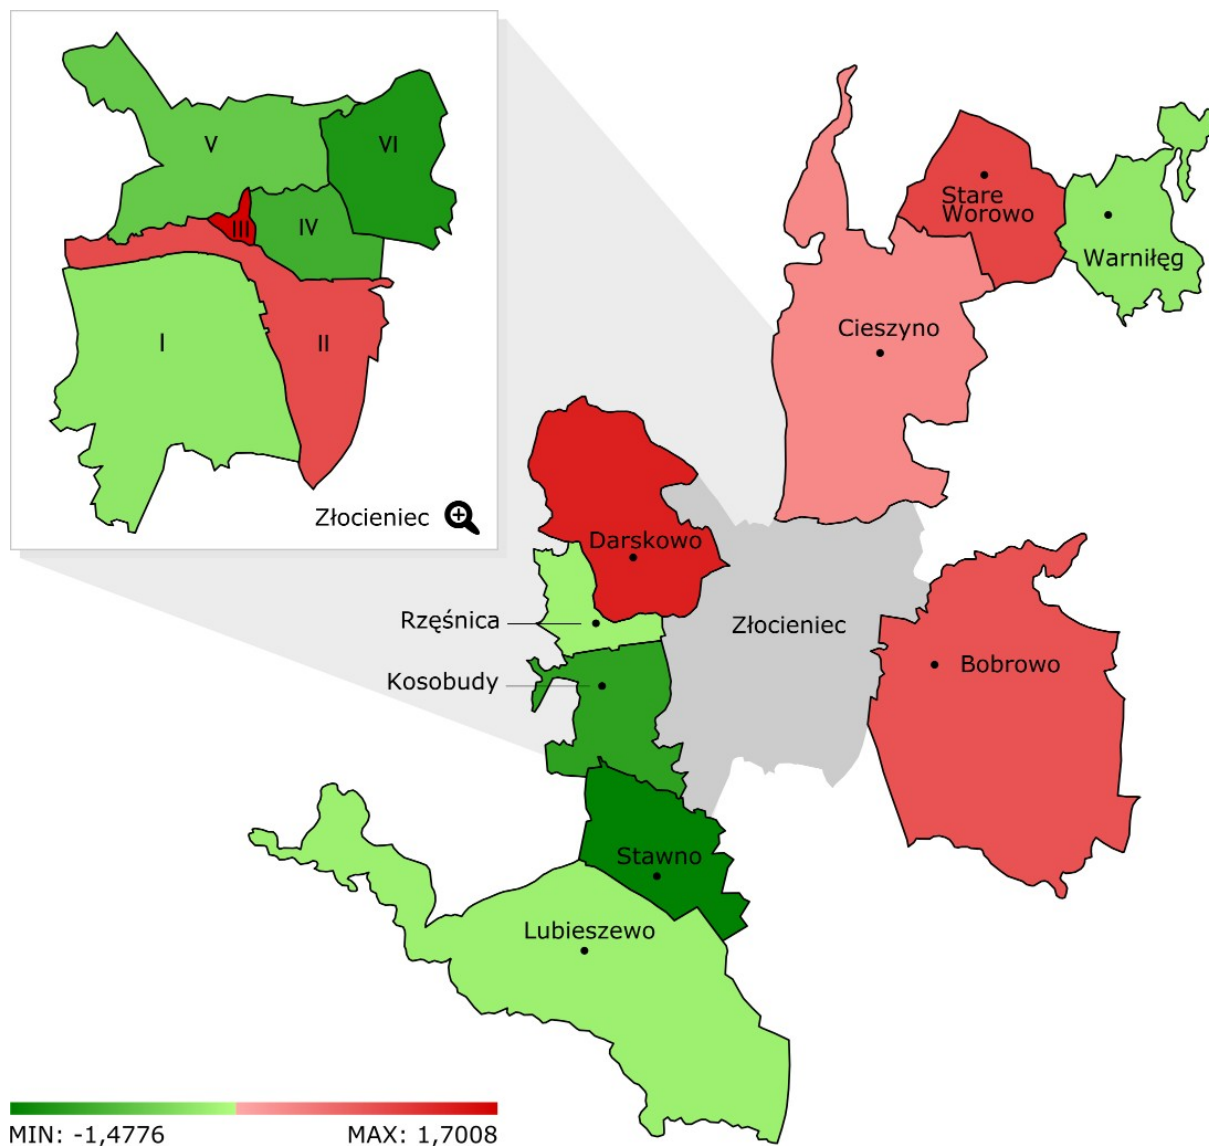 V
VI
III
IV
I
II
Złocieniec
Stare
Worowo
Warniłęg
Cieszyno
Darskowo
Rzęśnica
Złocieniec
Kosobudy
Bobrowo
Stawno
Lubieszewo
MIN: -1,4776
MAX: 1,7008